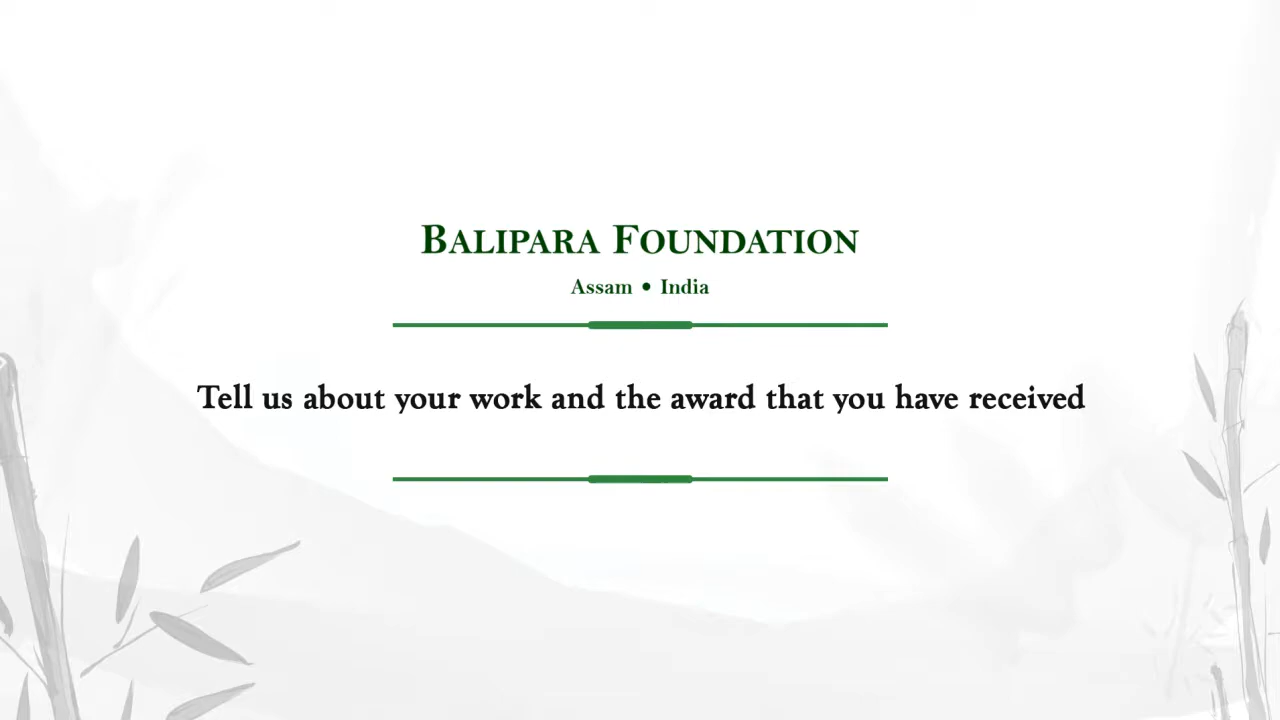 BALIPARA FOUNDATION
Assam • India
Tell us about your work and the award that you have received